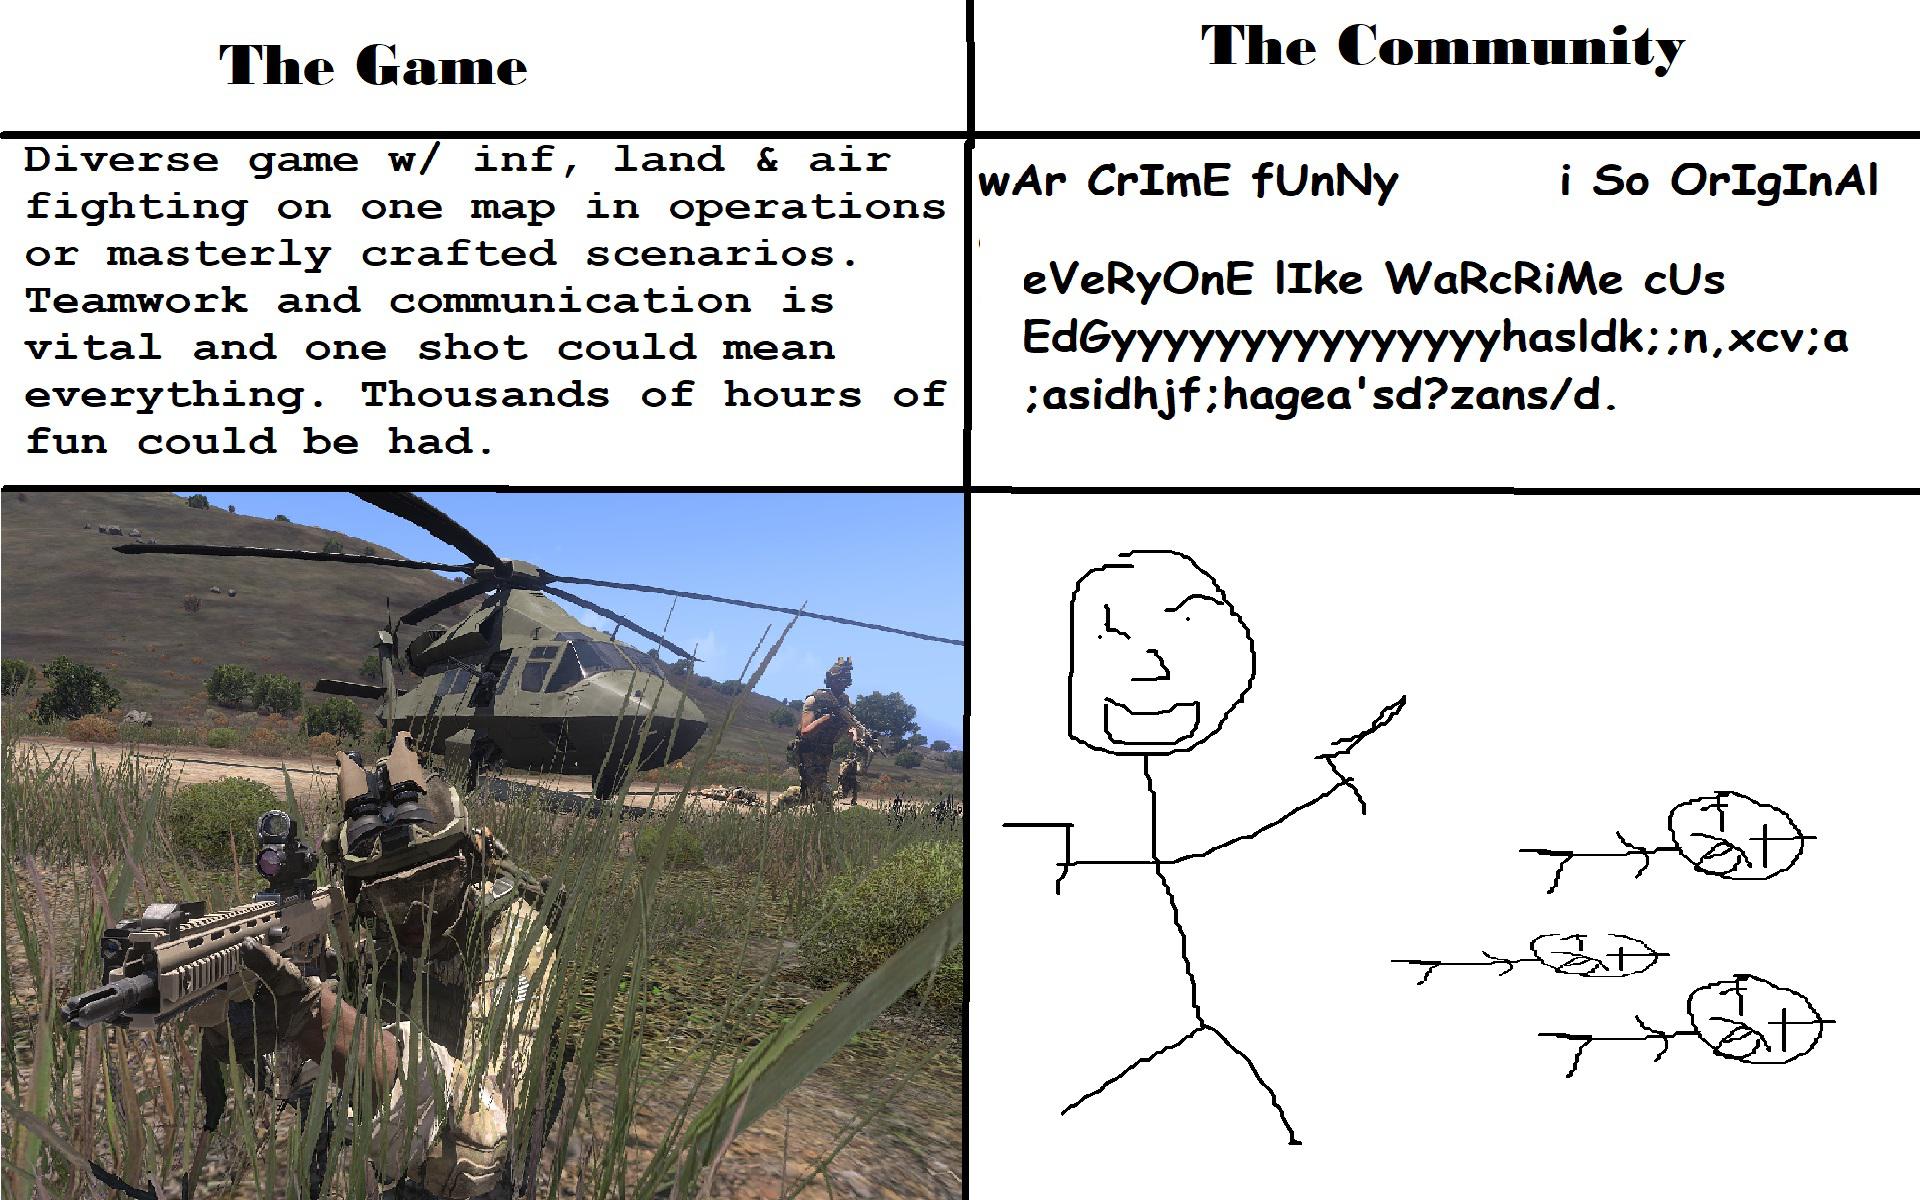 The Game
The Community
Diverse game w/ inf, land & air
fighting on one map in operations
or masterly crafted scenarios.
Teamwork and communication is
vital and one shot could mean
everything. Thousands of hours of
fun could be had.
wAr CrImE fUnNy i So OrIgInAl
eVeRyOnE lIke WaRcRiMe cUs
EdGyyyyyyyyyyyyyyyhasldk;;n,xcv;a
;asidhjf;hagea'sd?zans/d.